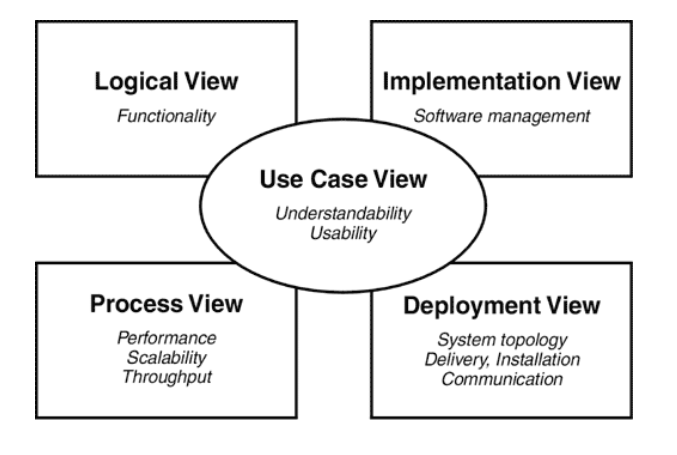 Logical View
Functionality
Implementation View
Software management
Use Case View
Understandability
Usability
Process View
Performance
Scalability
Throughput
Deployment View
System topology
Delivery, Installation
Communication